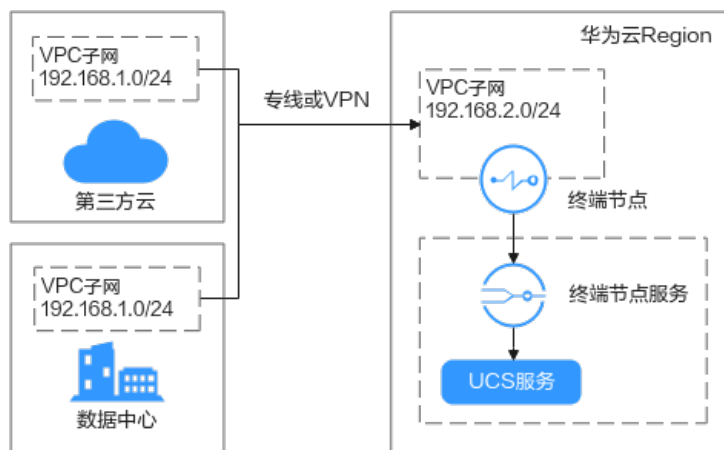 VPC子网
192.168.1.0/24
第三方云
VPC子网
192.168.1.0/24
数据中心
专线或VPN
华为云Region
VPC子网
192.168.2.0/24
终端节点
终端节点服务
UCS服务